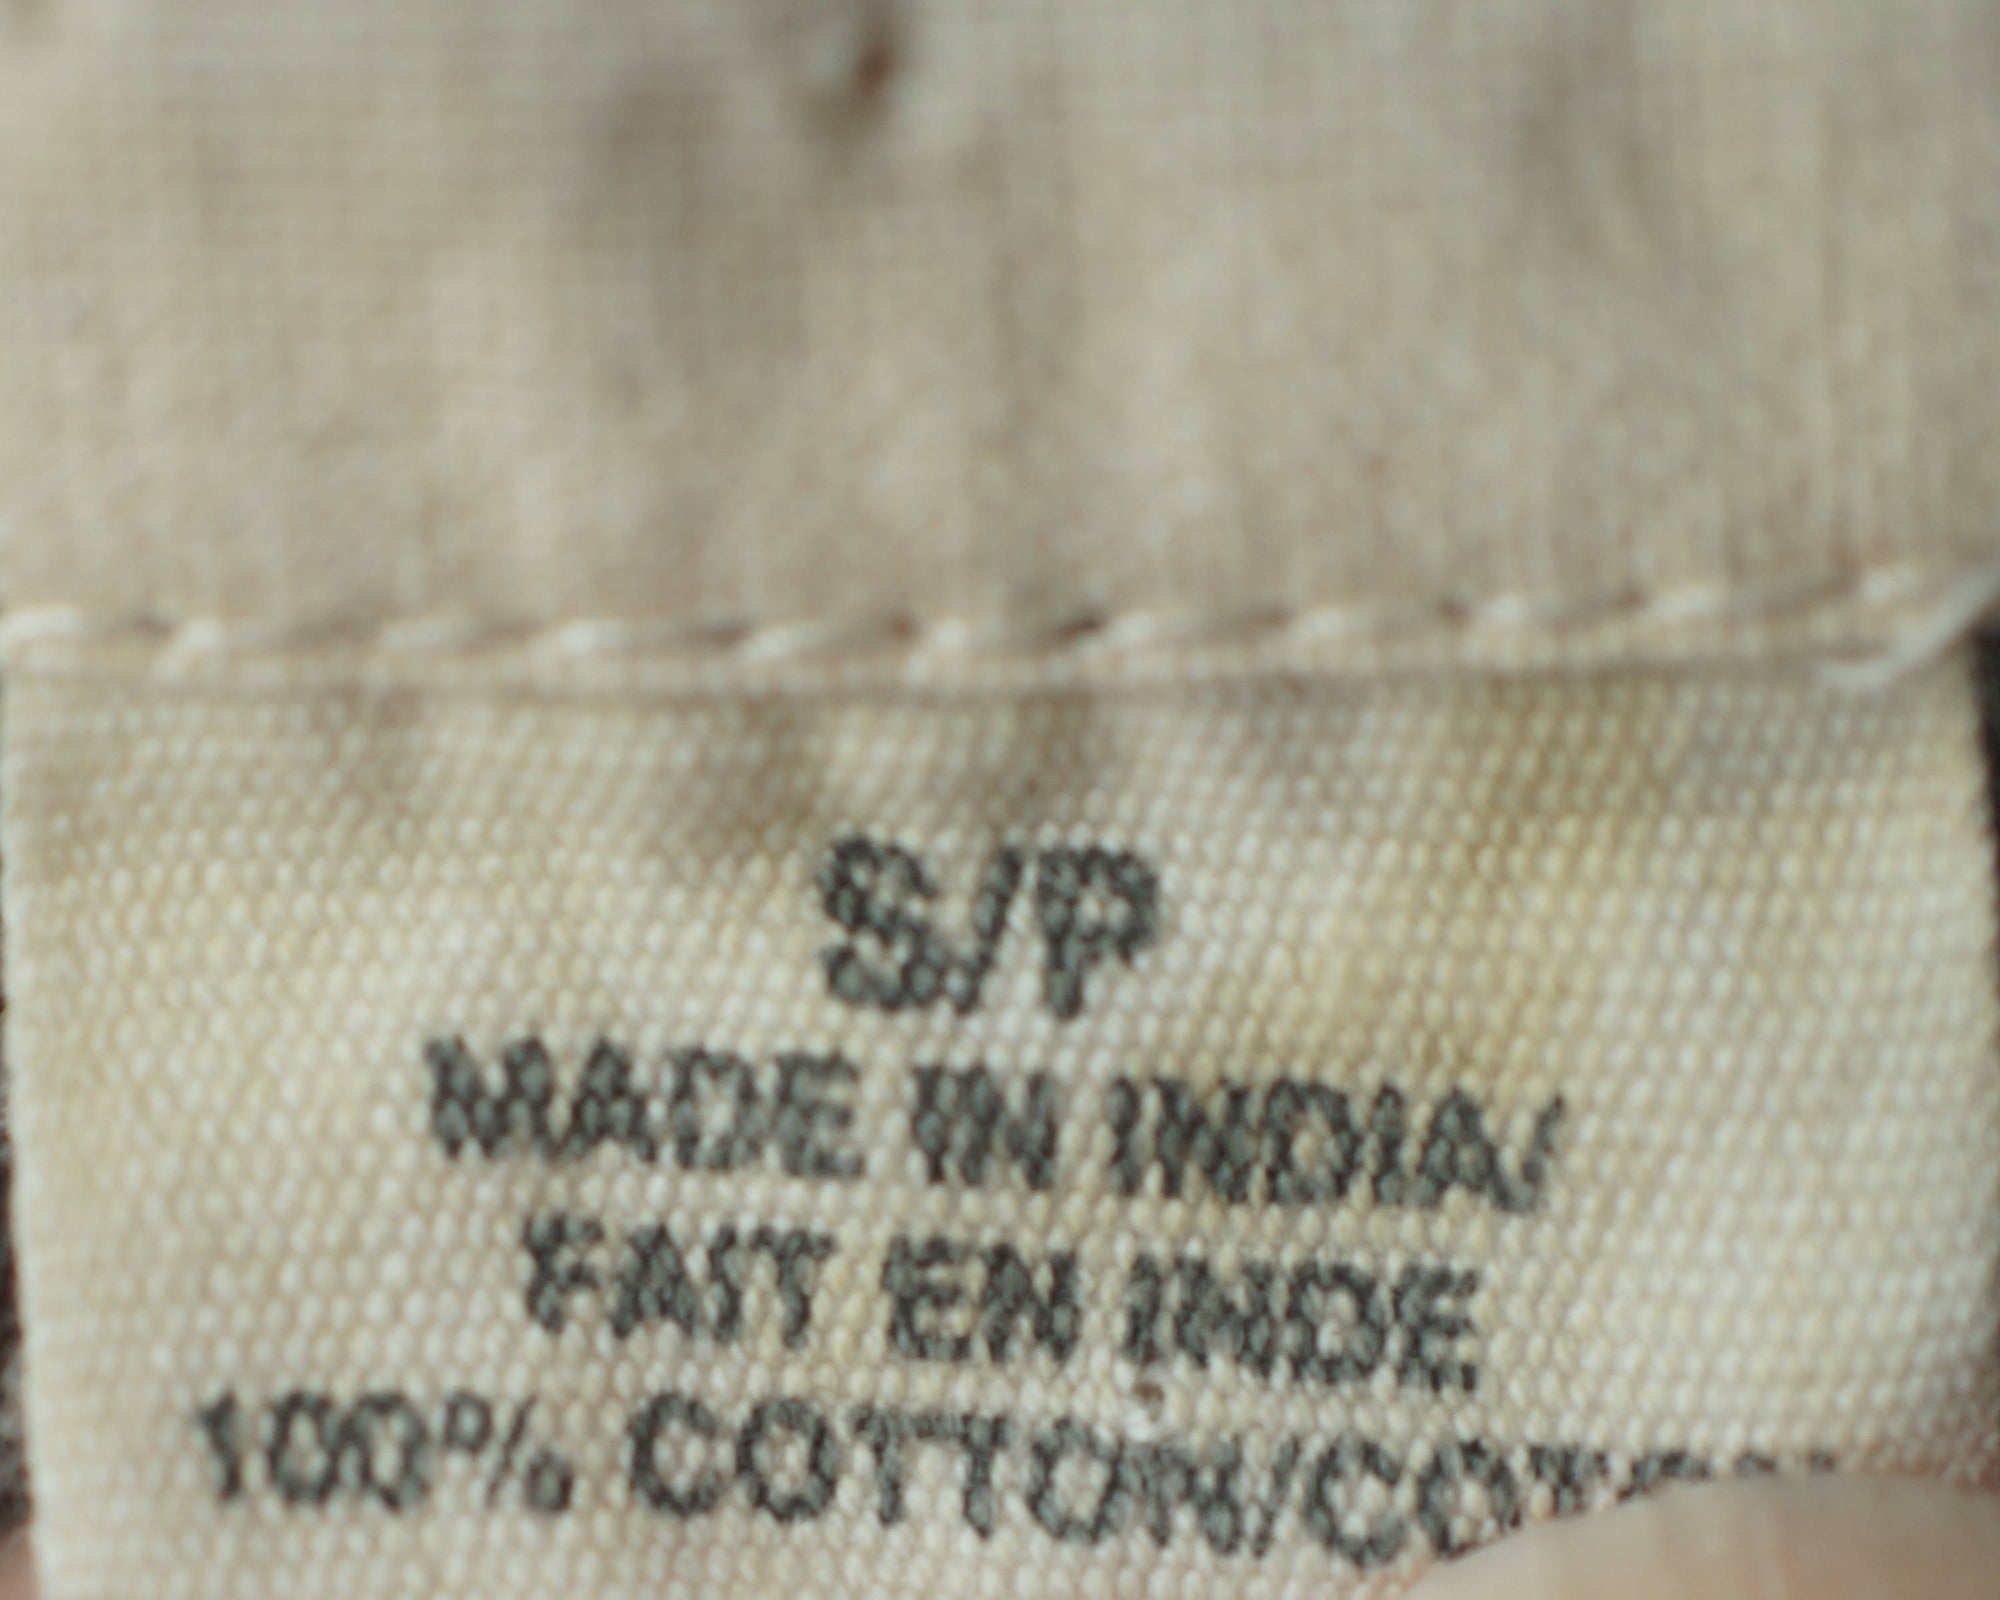 S/P
MADE IN INDIA/
FAIT EN INDE
100% COTTON/